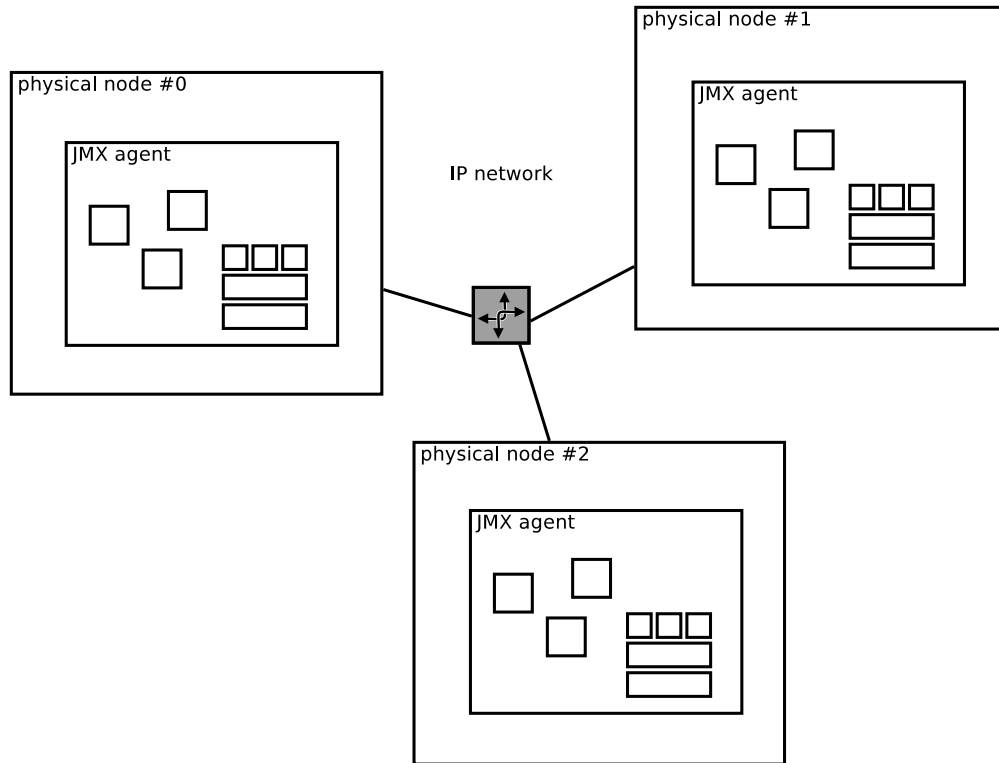 physical node #1
physical node #0
JMX agent
JMX agent
IP network
physical node #2
JMX agent